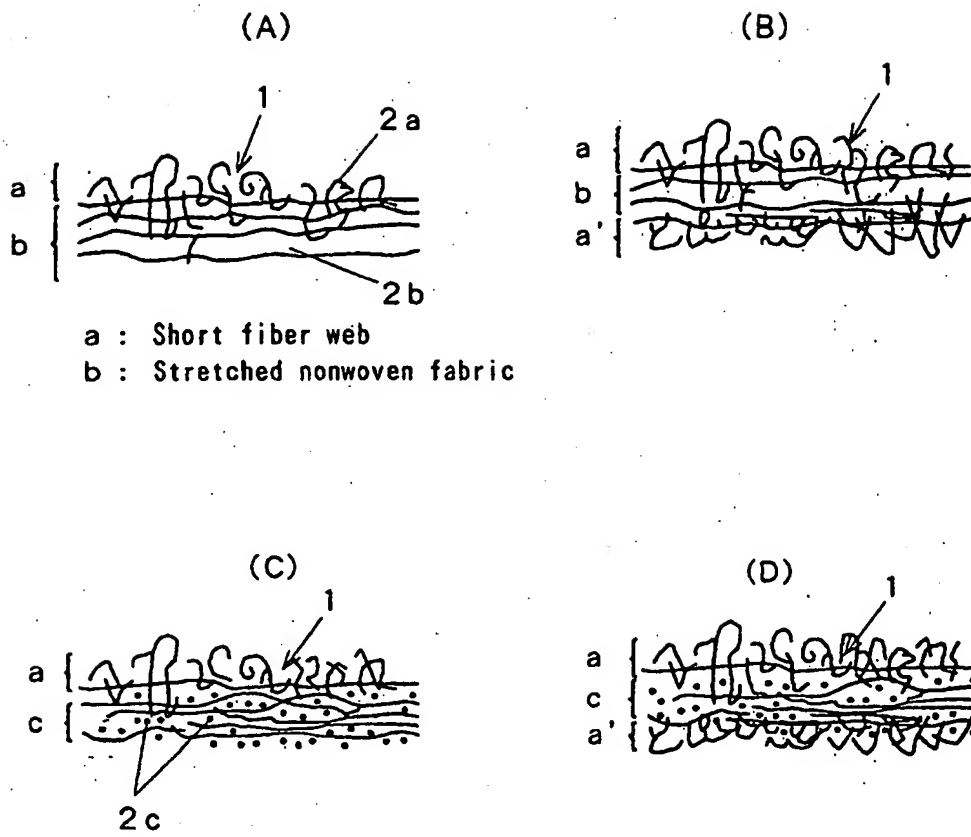 (A)
(B)
1
2a
1
a
b
2b
a
b
a'
a : Short fiber web
b : Stretched nonwoven fabric
(C)
(D)
1
1
a
c
2c
a
c
a'